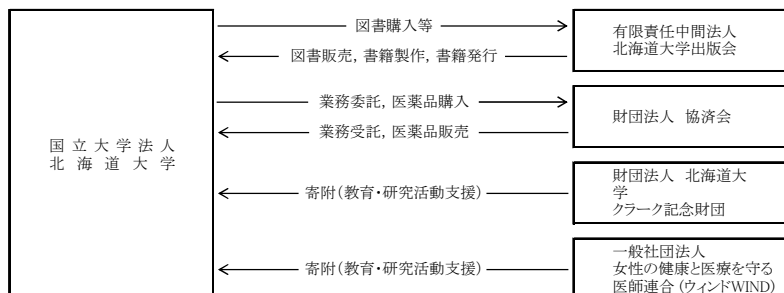 国立大学法人
北海道大学
図書購入等
図書販売, 書籍製作, 書籍発行
有限責任中間法人
北海道大学出版会
業務委託, 医薬品購入
業務受託, 医薬品販売
財団法人 協済会
寄附(教育・研究活動支援)
財団法人 北海道大
学
クラーク記念財団
寄附(教育・研究活動支援)
一般社団法人
女性の健康と医療を守る
医師連合 (ウィンドWIND)